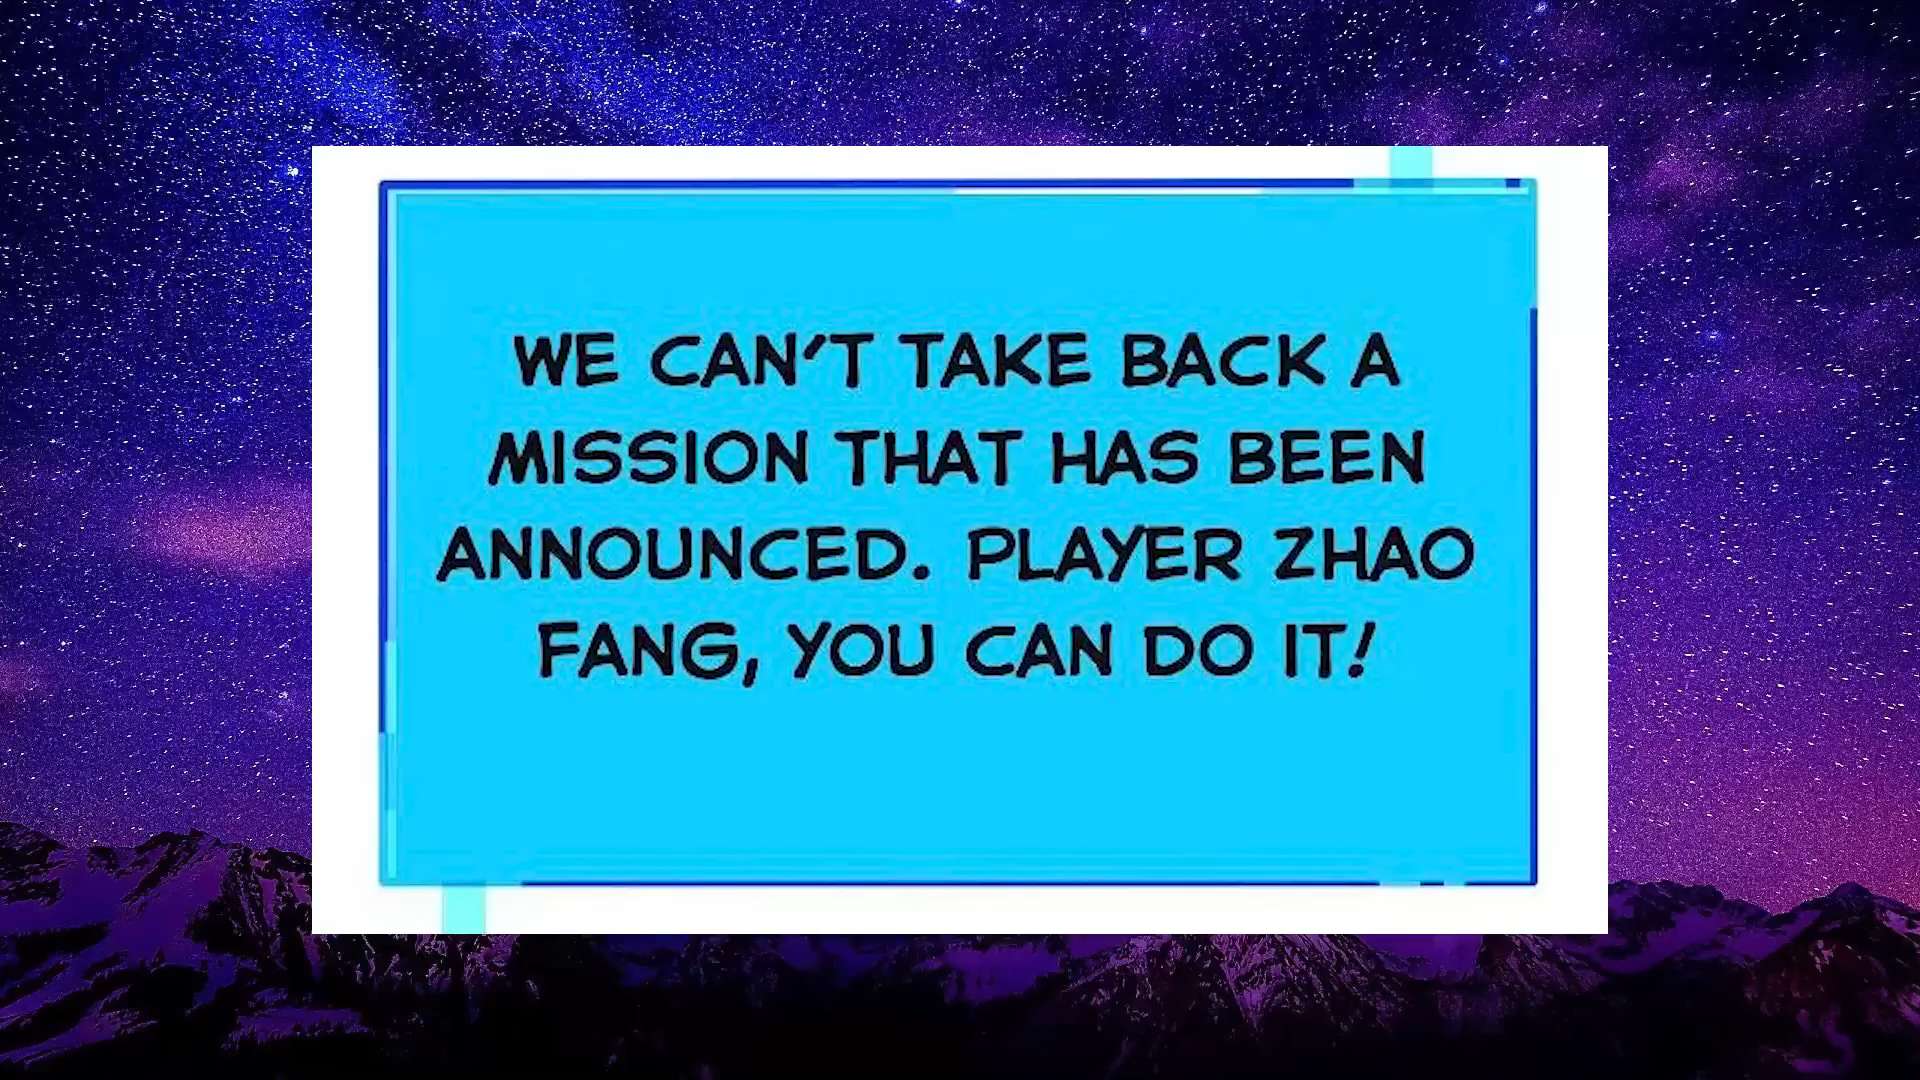 WE CAN'T TAKE BACK A
MISSION THAT HAS BEEN
ANNOUNCED. PLAYER ZHAO
FANG, YOU CAN DO IT!